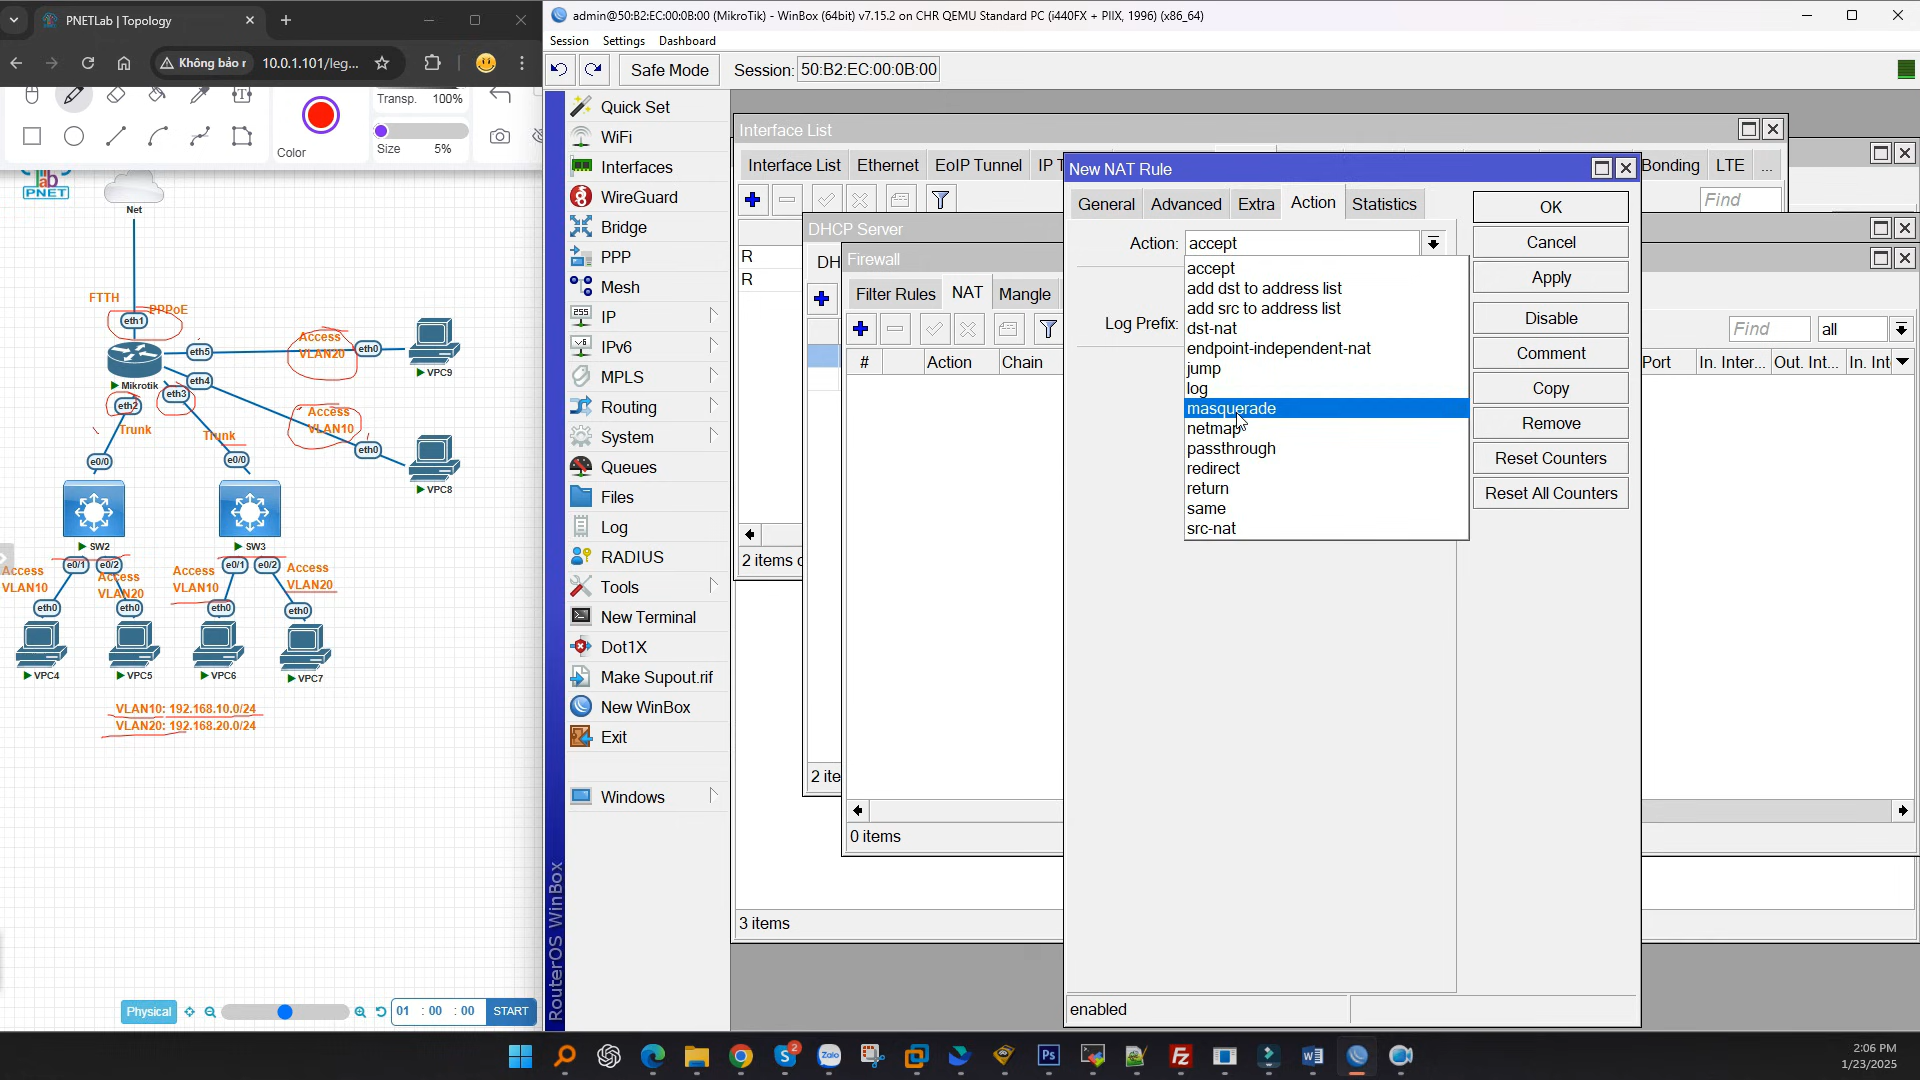 PNETLab | Topology
Không bảo r
10.0.1.101/leg...
Transp. 100%
Color
Size 5%
PNET
Net
FTTH
PPPoE
eth1
Access
VLAN20
eth5
eth0
VPC9
Mikrotik
eth4
eth3
eth2
Access
VLAN10
Trunk
Trunk
eth0
e0/0
e0/0
VPC8
SW2
SW3
e0/1
e0/2
e0/1
e0/2
Access
VLAN10
Access
VLAN20
Access
VLAN10
Access
VLAN20
eth0
eth0
eth0
eth0
VPC4
VPC5
VPC6
VPC7
VLAN10: 192.168.10.0/24
VLAN20: 192.168.20.0/24
Physical
01 : 00 : 00
START
admin@50:B2:EC:00:0B:00 (MikroTik) - WinBox (64bit) v7.15.2 on CHR QEMU Standard PC (i440FX + PIIX, 1996) (x86_64)
Session Settings Dashboard
Safe Mode
Session: 50:B2:EC:00:0B:00
RouterOS WinBox
Quick Set
WiFi
Interfaces
WireGuard
Bridge
PPP
Mesh
IP
IPv6
MPLS
Routing
System
Queues
Files
Log
RADIUS
Tools
New Terminal
Dot1X
Make Supout.rif
New WinBox
Exit
Windows
Interface List
Interface List Ethernet EoIP Tunnel IP T
Bonding LTE ...
Find
R
R
2 items o
DHCP Server
DH
2 ite
Firewall
Filter Rules NAT Mangle
Find
all
# Action Chain
Port In. Inter... Out. Int... In. Int
0 items
3 items
New NAT Rule
General Advanced Extra Action Statistics
Action: accept
Log Prefix:
accept
add dst to address list
add src to address list
dst-nat
endpoint-independent-nat
jump
log
masquerade
netmap
passthrough
redirect
return
same
src-nat
OK
Cancel
Apply
Disable
Comment
Copy
Remove
Reset Counters
Reset All Counters
enabled
2
Zalo
2:06 PM
1/23/2025